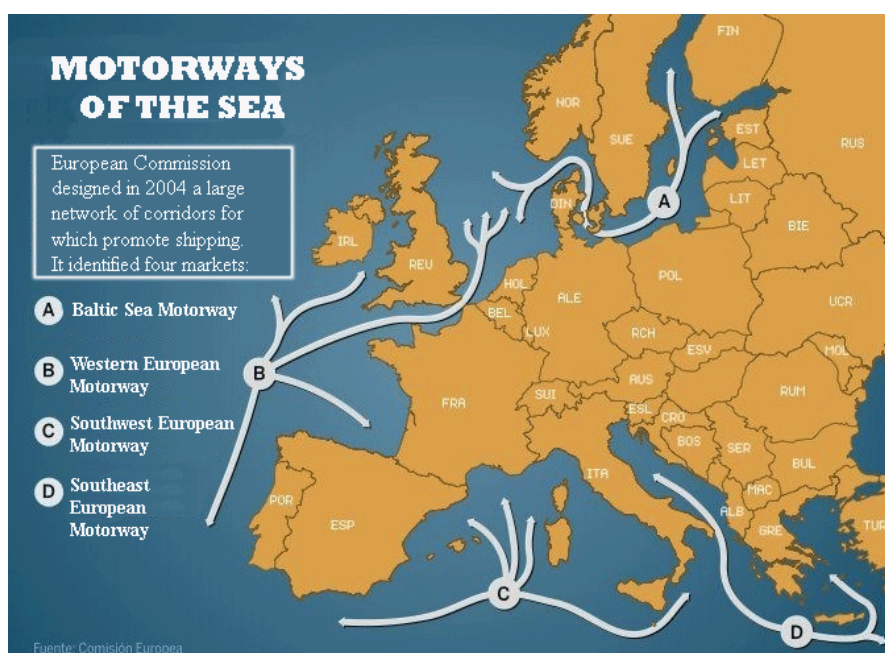 MOTORWAYS
OF THE SEA
European Commission
designed in 2004 a large
network of corridors for
which promote shipping.
It identified four markets:
A Baltic Sea Motorway
B Western European
Motorway
C Southwest European
Motorway
D Southeast
European
Motorway
FIN
NOR
SUE
RUS
EST
LET
LIT
DIN
A
BIE
IRL
REU
HOL
BEL
ALE
POL
UCR
LUX
RCH
ESV
MOL
B
FRA
SUI
AUS
RUM
ESL
CRO
BOS
SER
BUL
ITA
MAC
ALB
GRE
TUR
POR
ESP
C
D
Fuente: Comisión Europea